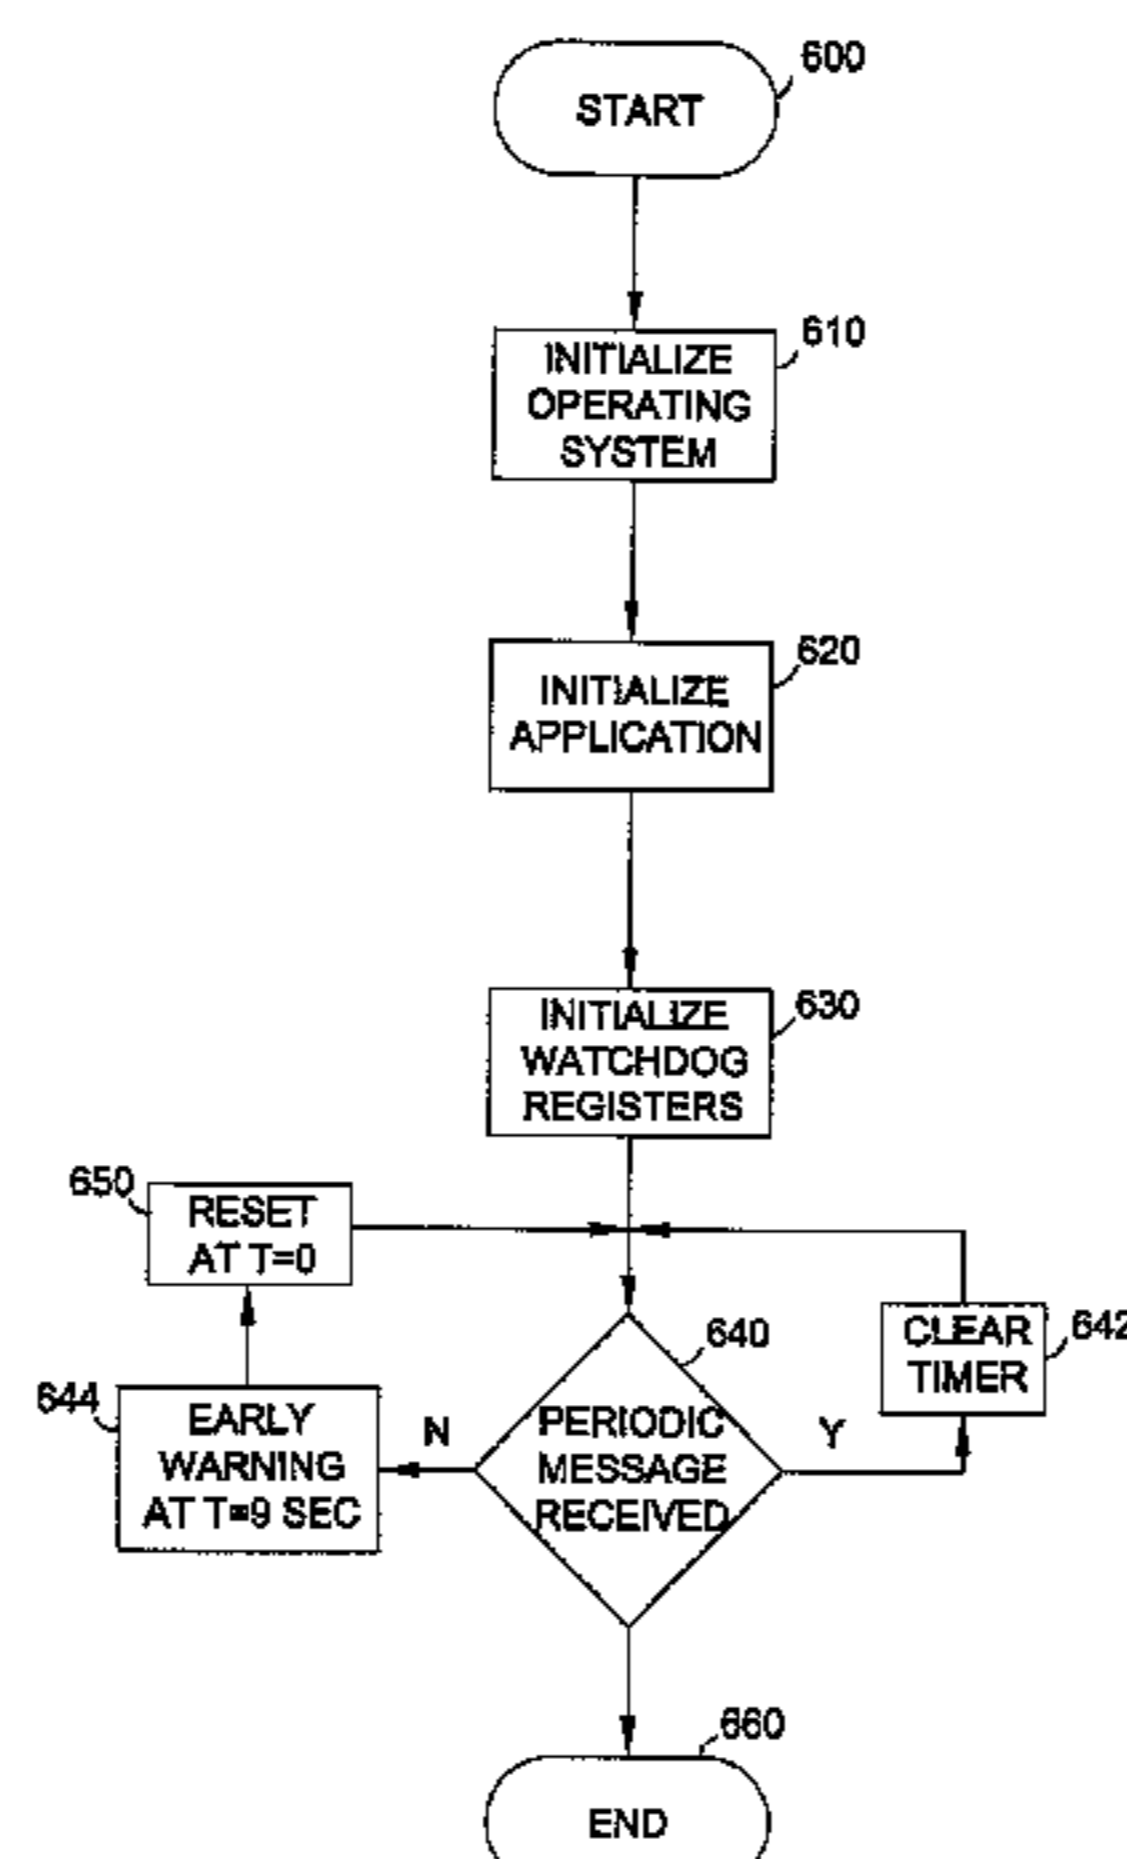 600
START
610
INITIALIZE
OPERATING
SYSTEM
620
INITIALIZE
APPLICATION
630
INITIALIZE
WATCHDOG
REGISTERS
650
RESET
AT T=0
640
CLEAR
TIMER
642
644
EARLY
WARNING
AT T=9 SEC
N
PERIODIC
MESSAGE
RECEIVED
Y
660
END